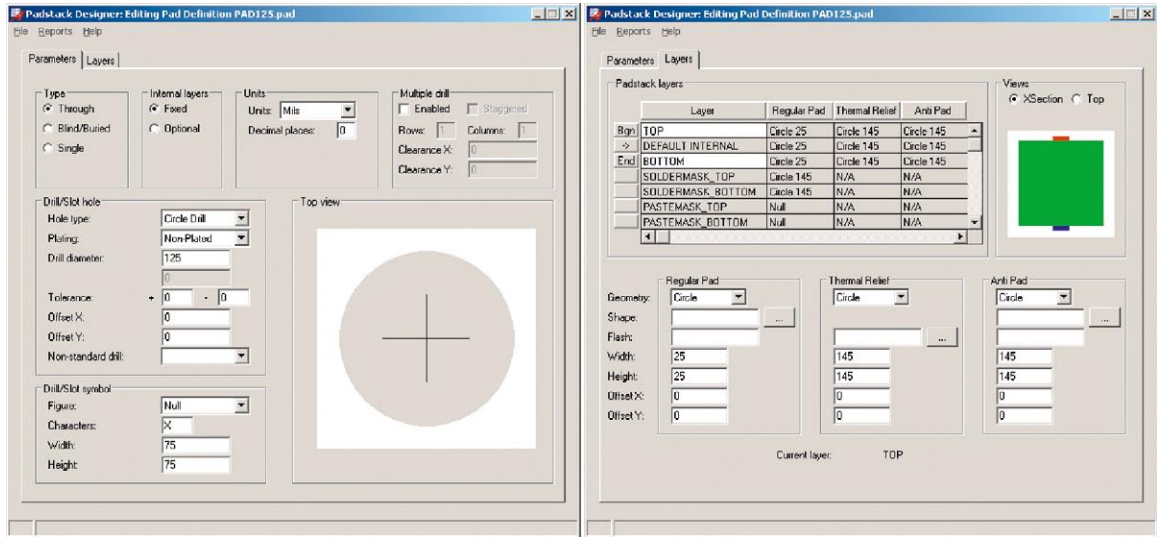 Padstack Designer: Editing Pad Definition PAD125.pad
File Reports Help
Parameters Layers
Type Internal layers Units Multiple drill
Through Fixed Units: Mils Enabled Staggered
Blind/Buried Optional Decimal places: 0 Rows: 1 Columns: 1
Single Clearance X: 0
Clearance Y: 0
Drill/Slot hole Top view
Hole type: Circle Drill
Plating: Non-Plated
Drill diameter: 125
0
Tolerance: + 0 - 0
Offset X: 0
Offset Y: 0
Non-standard drill:
Drill/Slot symbol
Figure: Null
Characters: X
Width: 75
Height: 75
Padstack Designer: Editing Pad Definition PAD125.pad
File Reports Help
Parameters Layers
Padstack layers Views
XSection Top
Layer Regular Pad Thermal Relief Anti Pad
Bgn TOP Circle 25 Circle 145 Circle 145
-> DEFAULT INTERNAL Circle 25 Circle 145 Circle 145
End BOTTOM Circle 25 Circle 145 Circle 145
SOLDERMASK_TOP Circle 145 N/A N/A
SOLDERMASK_BOTTOM Circle 145 N/A N/A
PASTEMASK_TOP Null N/A N/A
PASTEMASK_BOTTOM Null N/A N/A
Regular Pad Thermal Relief Anti Pad
Geometry: Circle Circle Circle
Shape: ... ...
Flash: ...
Width: 25 145 145
Height: 25 145 145
Offset X: 0 0 0
Offset Y: 0 0 0
Current layer: TOP